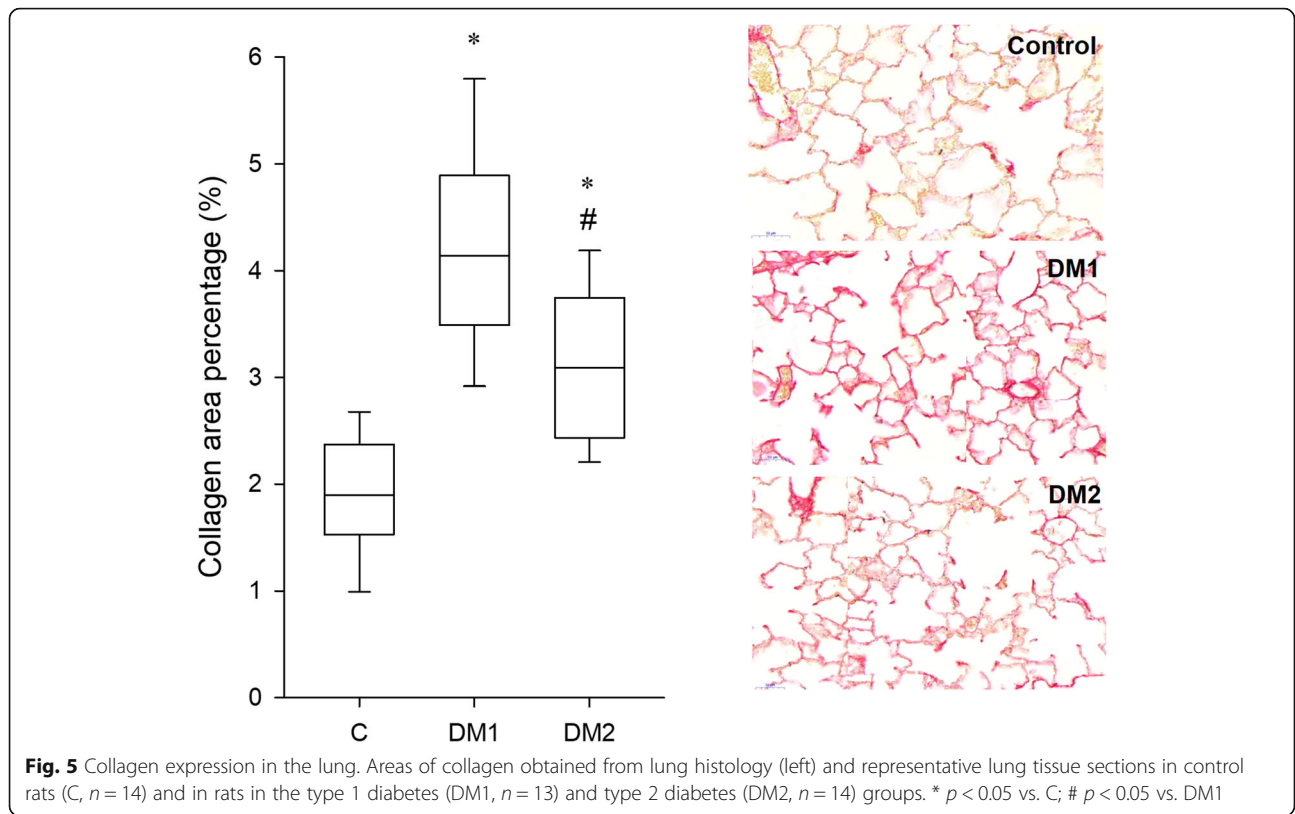 Collagen area percentage (%)
6
5
4
3
2
1
0
*
*
#
C DM1 DM2
Control
DM1
DM2
Fig. 5 Collagen expression in the lung. Areas of collagen obtained from lung histology (left) and representative lung tissue sections in control
rats (C, n = 14) and in rats in the type 1 diabetes (DM1, n = 13) and type 2 diabetes (DM2, n = 14) groups. * p < 0.05 vs. C; # p < 0.05 vs. DM1